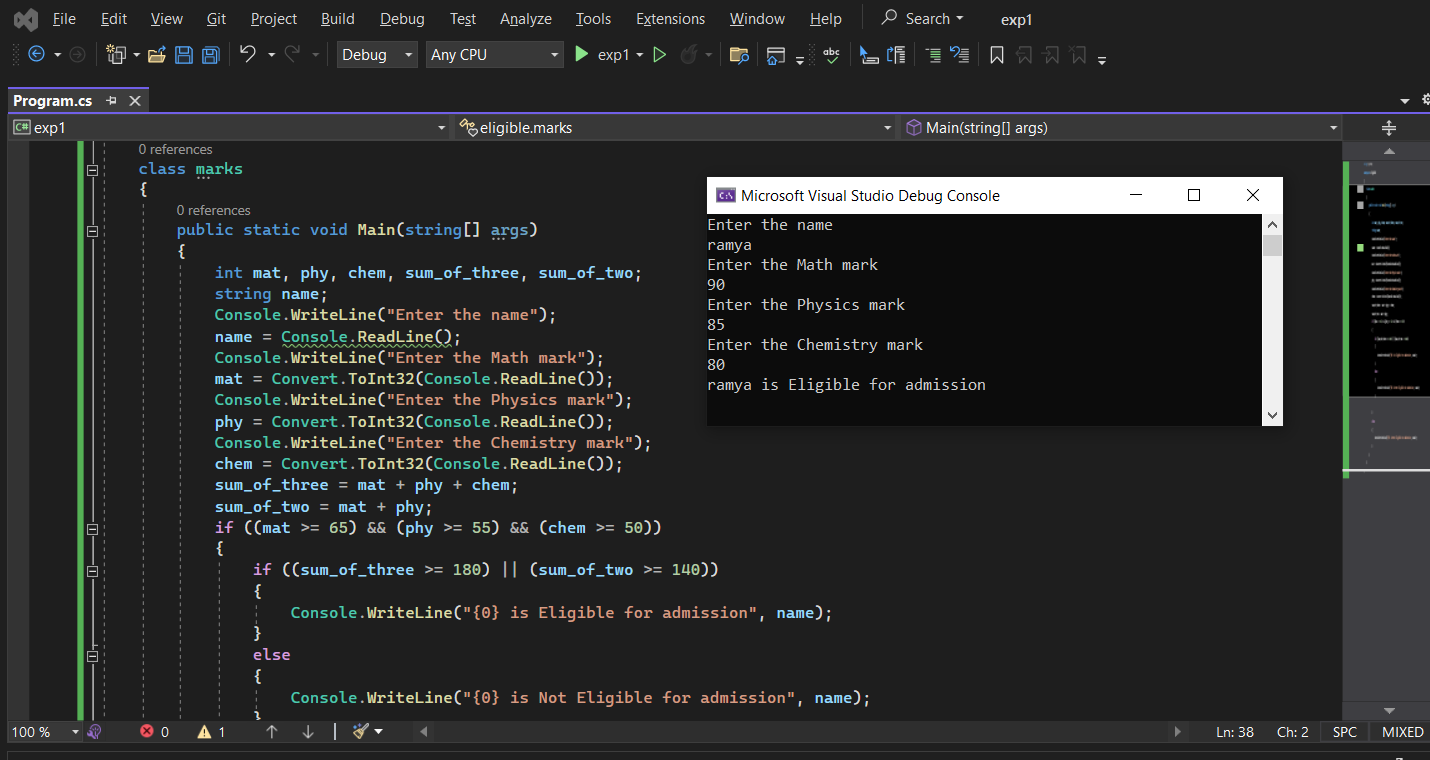 File Edit View Git Project Build Debug Test Analyze Tools Extensions Window Help Search exp1
Debug Any CPU exp1
Program.cs
C# exp1 eligible.marks Main(string[] args)
0 references
class marks
{
0 references
public static void Main(string[] args)
{
int mat, phy, chem, sum_of_three, sum_of_two;
string name;
Console.WriteLine("Enter the name");
name = Console.ReadLine();
Console.WriteLine("Enter the Math mark");
mat = Convert.ToInt32(Console.ReadLine());
Console.WriteLine("Enter the Physics mark");
phy = Convert.ToInt32(Console.ReadLine());
Console.WriteLine("Enter the Chemistry mark");
chem = Convert.ToInt32(Console.ReadLine());
sum_of_three = mat + phy + chem;
sum_of_two = mat + phy;
if ((mat >= 65) && (phy >= 55) && (chem >= 50))
{
if ((sum_of_three >= 180) || (sum_of_two >= 140))
{
Console.WriteLine("{0} is Eligible for admission", name);
}
else
{
Console.WriteLine("{0} is Not Eligible for admission", name);
}
Microsoft Visual Studio Debug Console
Enter the name
ramya
Enter the Math mark
90
Enter the Physics mark
85
Enter the Chemistry mark
80
ramya is Eligible for admission
100 % 0 1 Ln: 38 Ch: 2 SPC MIXED